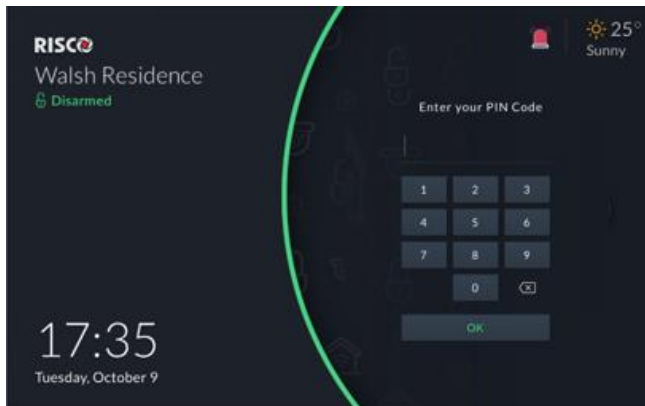 RISCO
Walsh Residence
Disarmed
25°
Sunny
Enter your PIN Code
1 2 3
4 5 6
7 8 9
0
OK
17:35
Tuesday, October 9